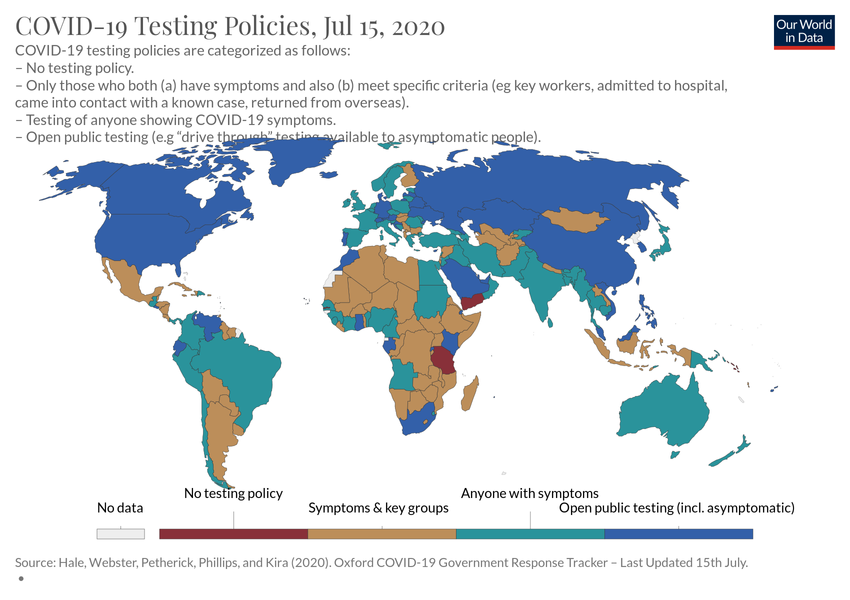 COVID-19 Testing Policies, Jul 15, 2020
Our World
in Data
COVID-19 testing policies are categorized as follows:
– No testing policy.
– Only those who both (a) have symptoms and also (b) meet specific criteria (eg key workers, admitted to hospital,
came into contact with a known case, returned from overseas).
– Testing of anyone showing COVID-19 symptoms.
– Open public testing (e.g “drive through” testing available to asymptomatic people).
No data
No testing policy
Symptoms & key groups
Anyone with symptoms
Open public testing (incl. asymptomatic)
Source: Hale, Webster, Petherick, Phillips, and Kira (2020). Oxford COVID-19 Government Response Tracker – Last Updated 15th July.
•